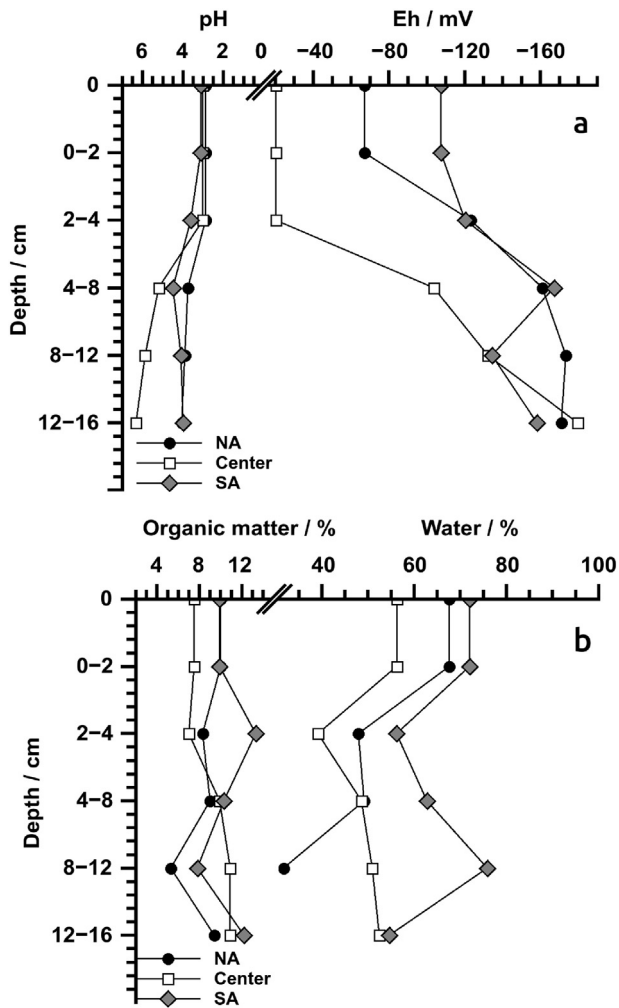 pH Eh / mV
6 4 2 0 −40 −80 −120 −160
0
a
0−2
2−4
4−8
8−12
12−16
Depth / cm
NA
Center
SA
Organic matter / % Water / %
4 8 12 40 60 80 100
0
b
0−2
2−4
4−8
8−12
12−16
Depth / cm
NA
Center
SA